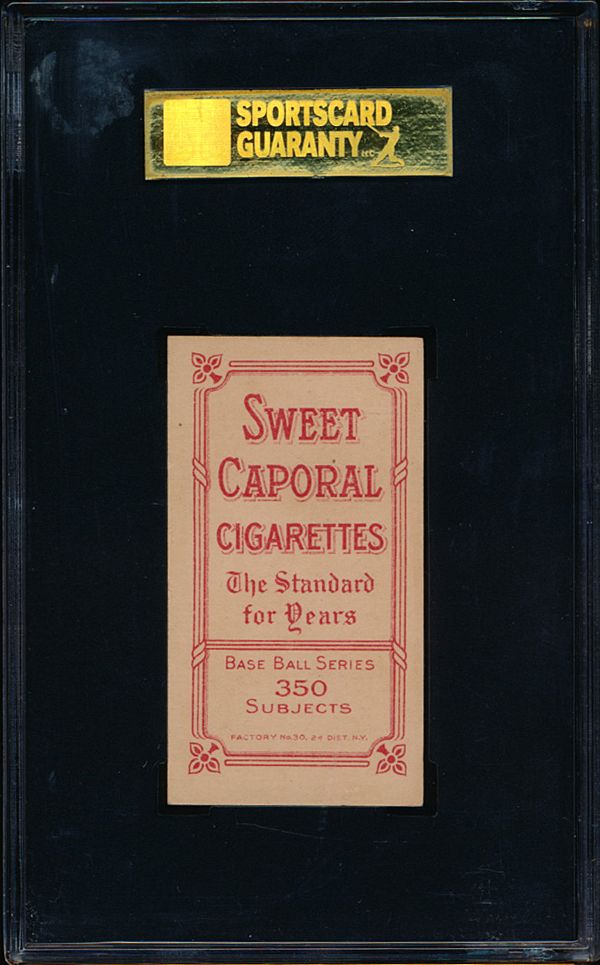 SPORTSCARD
GUARANTY
SWEET
CAPORAL
CIGARETTES
The Standard
for Years
BASE BALL SERIES
350
SUBJECTS
FACTORY No. 30, 2d DIST. N.Y.